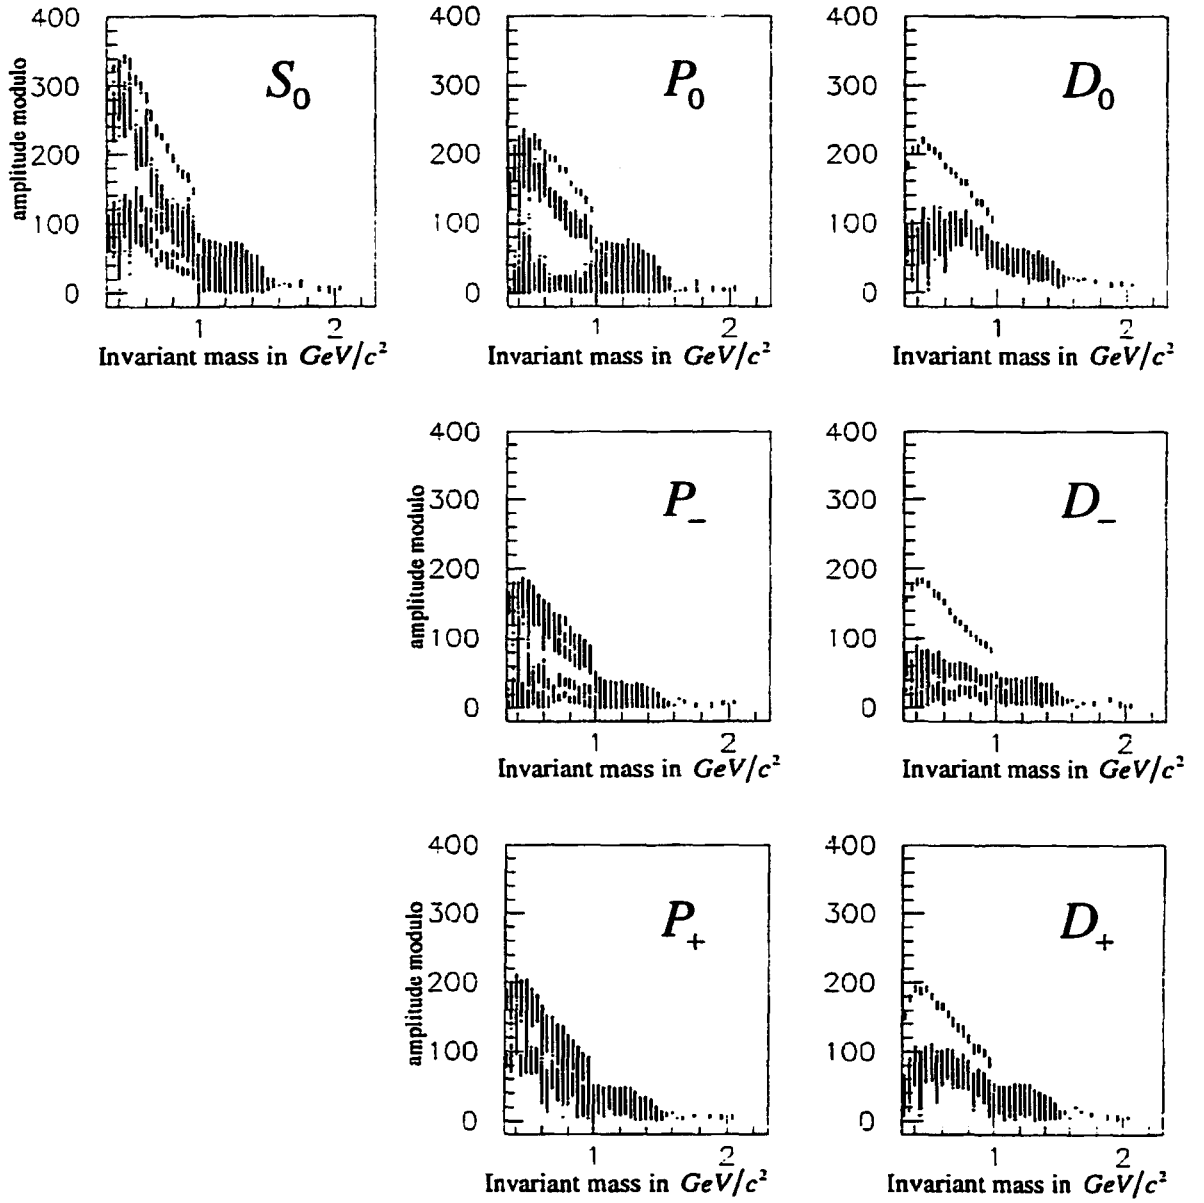 400 400 400
S₀ P₀ D₀
300 300 300
amplitude modulo
200 200 200
100 100 100
0 0 0
1 2 1 2 1 2
Invariant mass in GeV/c² Invariant mass in GeV/c² Invariant mass in GeV/c²
400 400
P₋ D₋
300 300
amplitude modulo
200 200
100 100
0 0
1 2 1 2
Invariant mass in GeV/c² Invariant mass in GeV/c²
400 400
P₊ D₊
300 300
amplitude modulo
200 200
100 100
0 0
1 2 1 2
Invariant mass in GeV/c² Invariant mass in GeV/c²